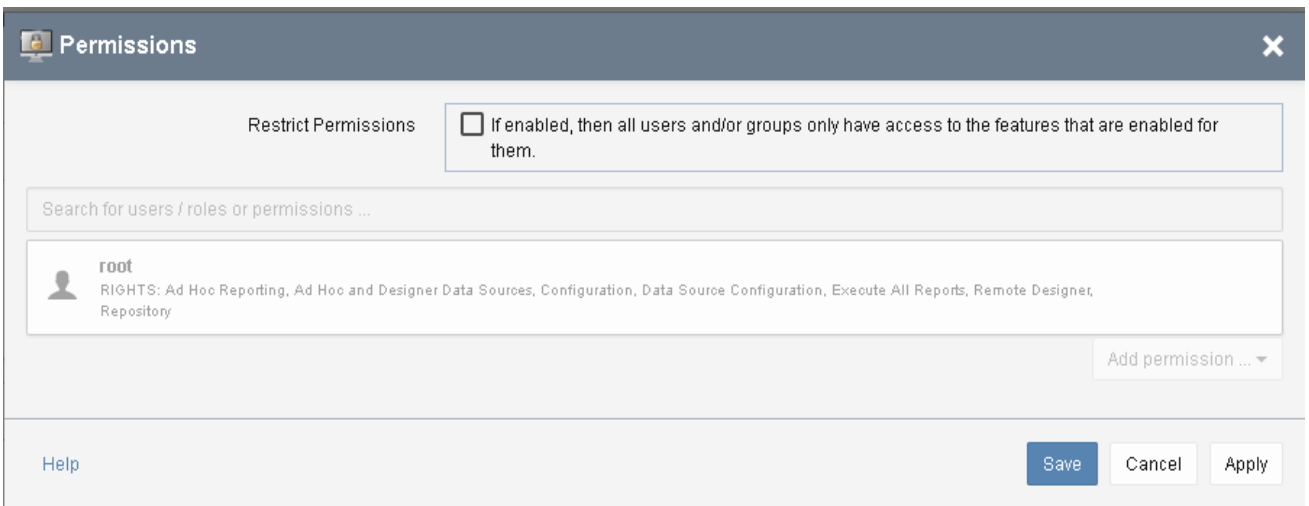 Permissions
Restrict Permissions
If enabled, then all users and/or groups only have access to the features that are enabled for
them.
Search for users / roles or permissions ...
root
RIGHTS: Ad Hoc Reporting, Ad Hoc and Designer Data Sources, Configuration, Data Source Configuration, Execute All Reports, Remote Designer,
Repository
Add permission ...
Help
Save
Cancel
Apply